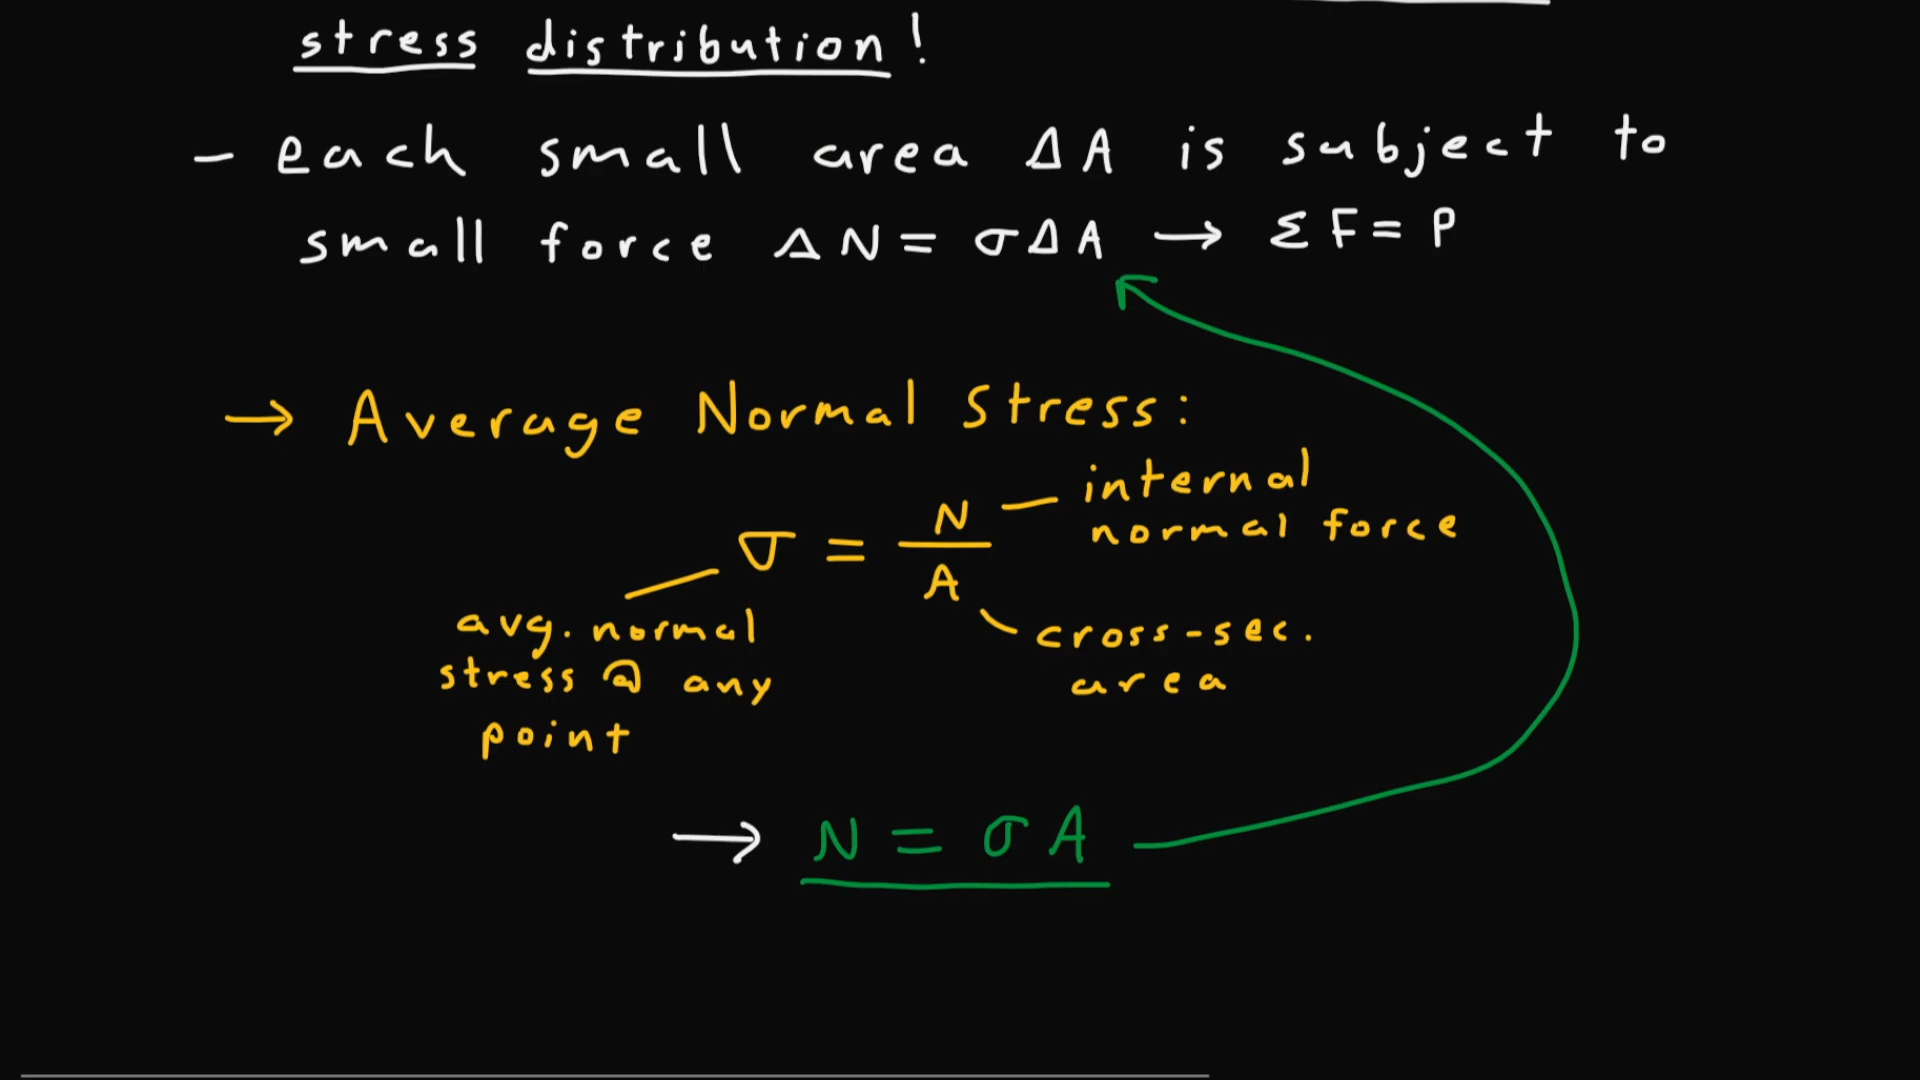 stress distribution!
- each small area ΔA is subject to
small force ΔN = σΔA → ΣF = P
→ Average Normal Stress:
σ = N/A
internal
normal force
avg. normal
stress @ any
point
cross-sec.
area
→ N = σA